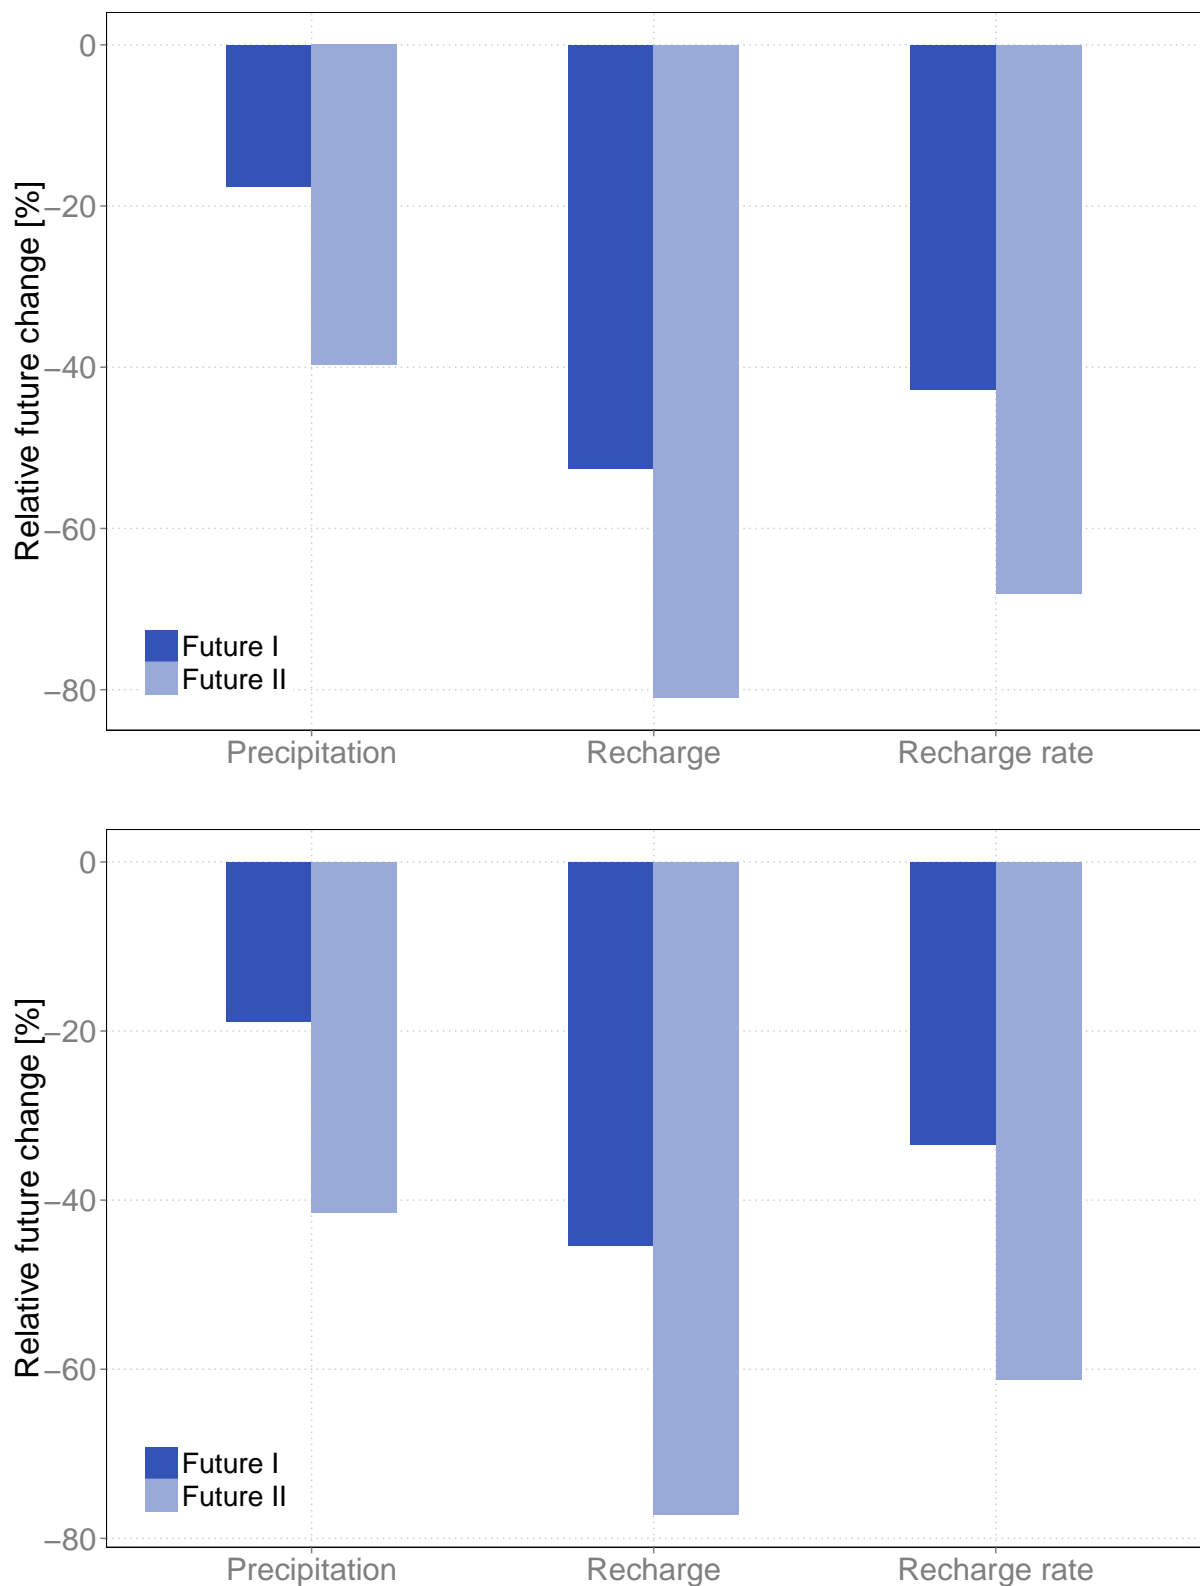 Relative future change [%]
0
−20
−40
−60
−80
Future I
Future II
Precipitation Recharge Recharge rate
Relative future change [%]
0
−20
−40
−60
−80
Future I
Future II
Precipitation Recharge Recharge rate